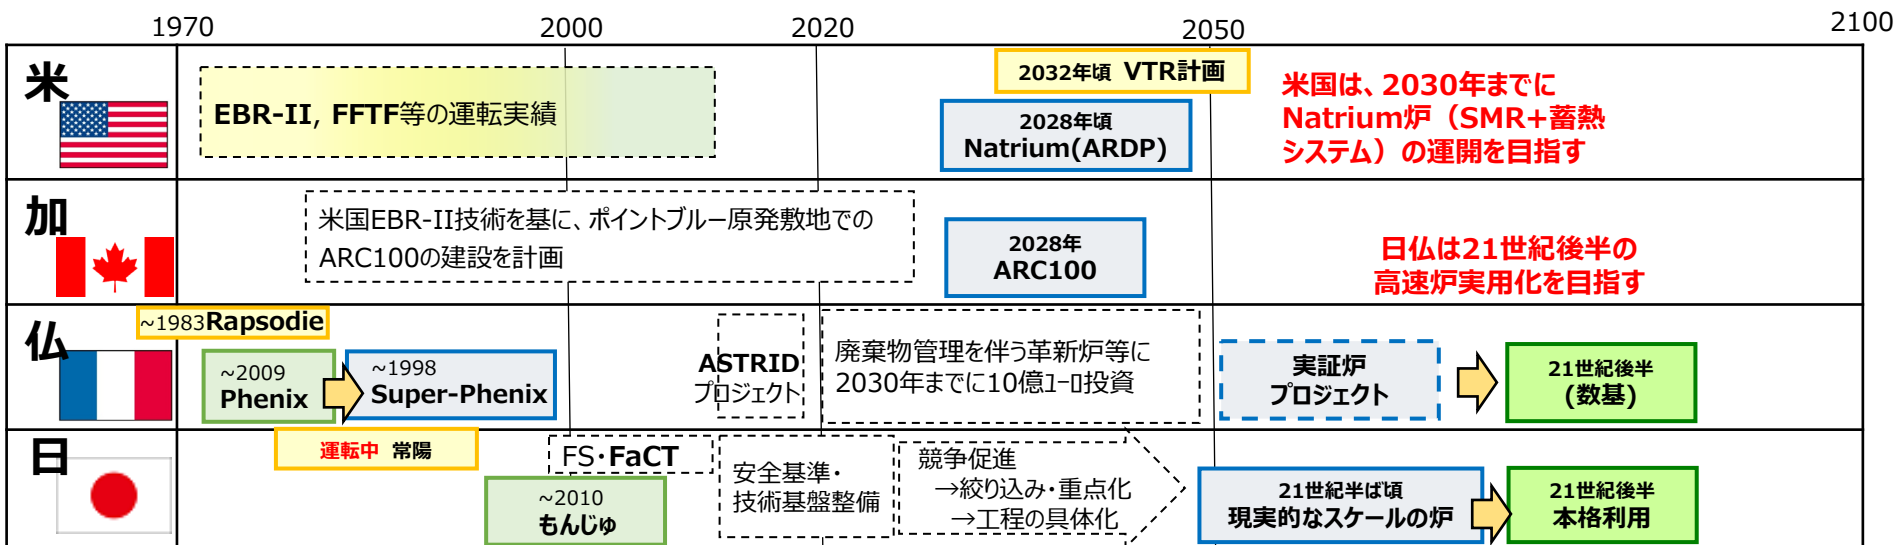 1970
2000
2020
2050
2100
米
EBR-II, FFTF等の運転実績
2032年頃 VTR計画
2028年頃
Natrium(ARDP)
米国は、2030年までに
Natrium炉（SMR+蓄熱
システム）の運開を目指す
加
米国EBR-II技術を基に、ポイントブルー原発敷地での
ARC100の建設を計画
2028年
ARC100
日仏は21世紀後半の
高速炉実用化を目指す
仏
~1983Rapsodie
~2009
Phenix
~1998
Super-Phenix
ASTRID
プロジェクト
廃棄物管理を伴う革新炉等に
2030年までに10億ﾕｰﾛ投資
実証炉
プロジェクト
21世紀後半
(数基)
日
運転中 常陽
FS・FaCT
~2010
もんじゅ
安全基準・
技術基盤整備
競争促進
→絞り込み・重点化
→工程の具体化
21世紀半ば頃
現実的なスケールの炉
21世紀後半
本格利用